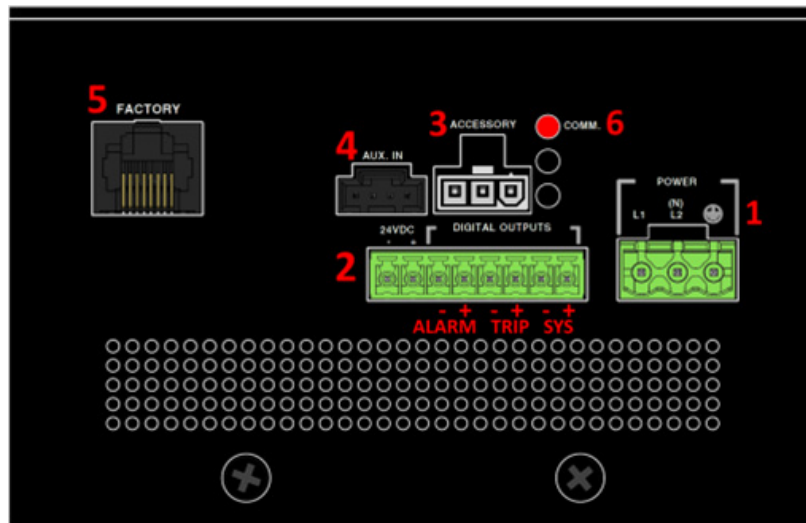 5 FACTORY
3 ACCESSORY
COMM. 6
4 AUX. IN
POWER
L1 (N) L2
1
24VDC
- +
DIGITAL OUTPUTS
2
- + - + - +
ALARM TRIP SYS